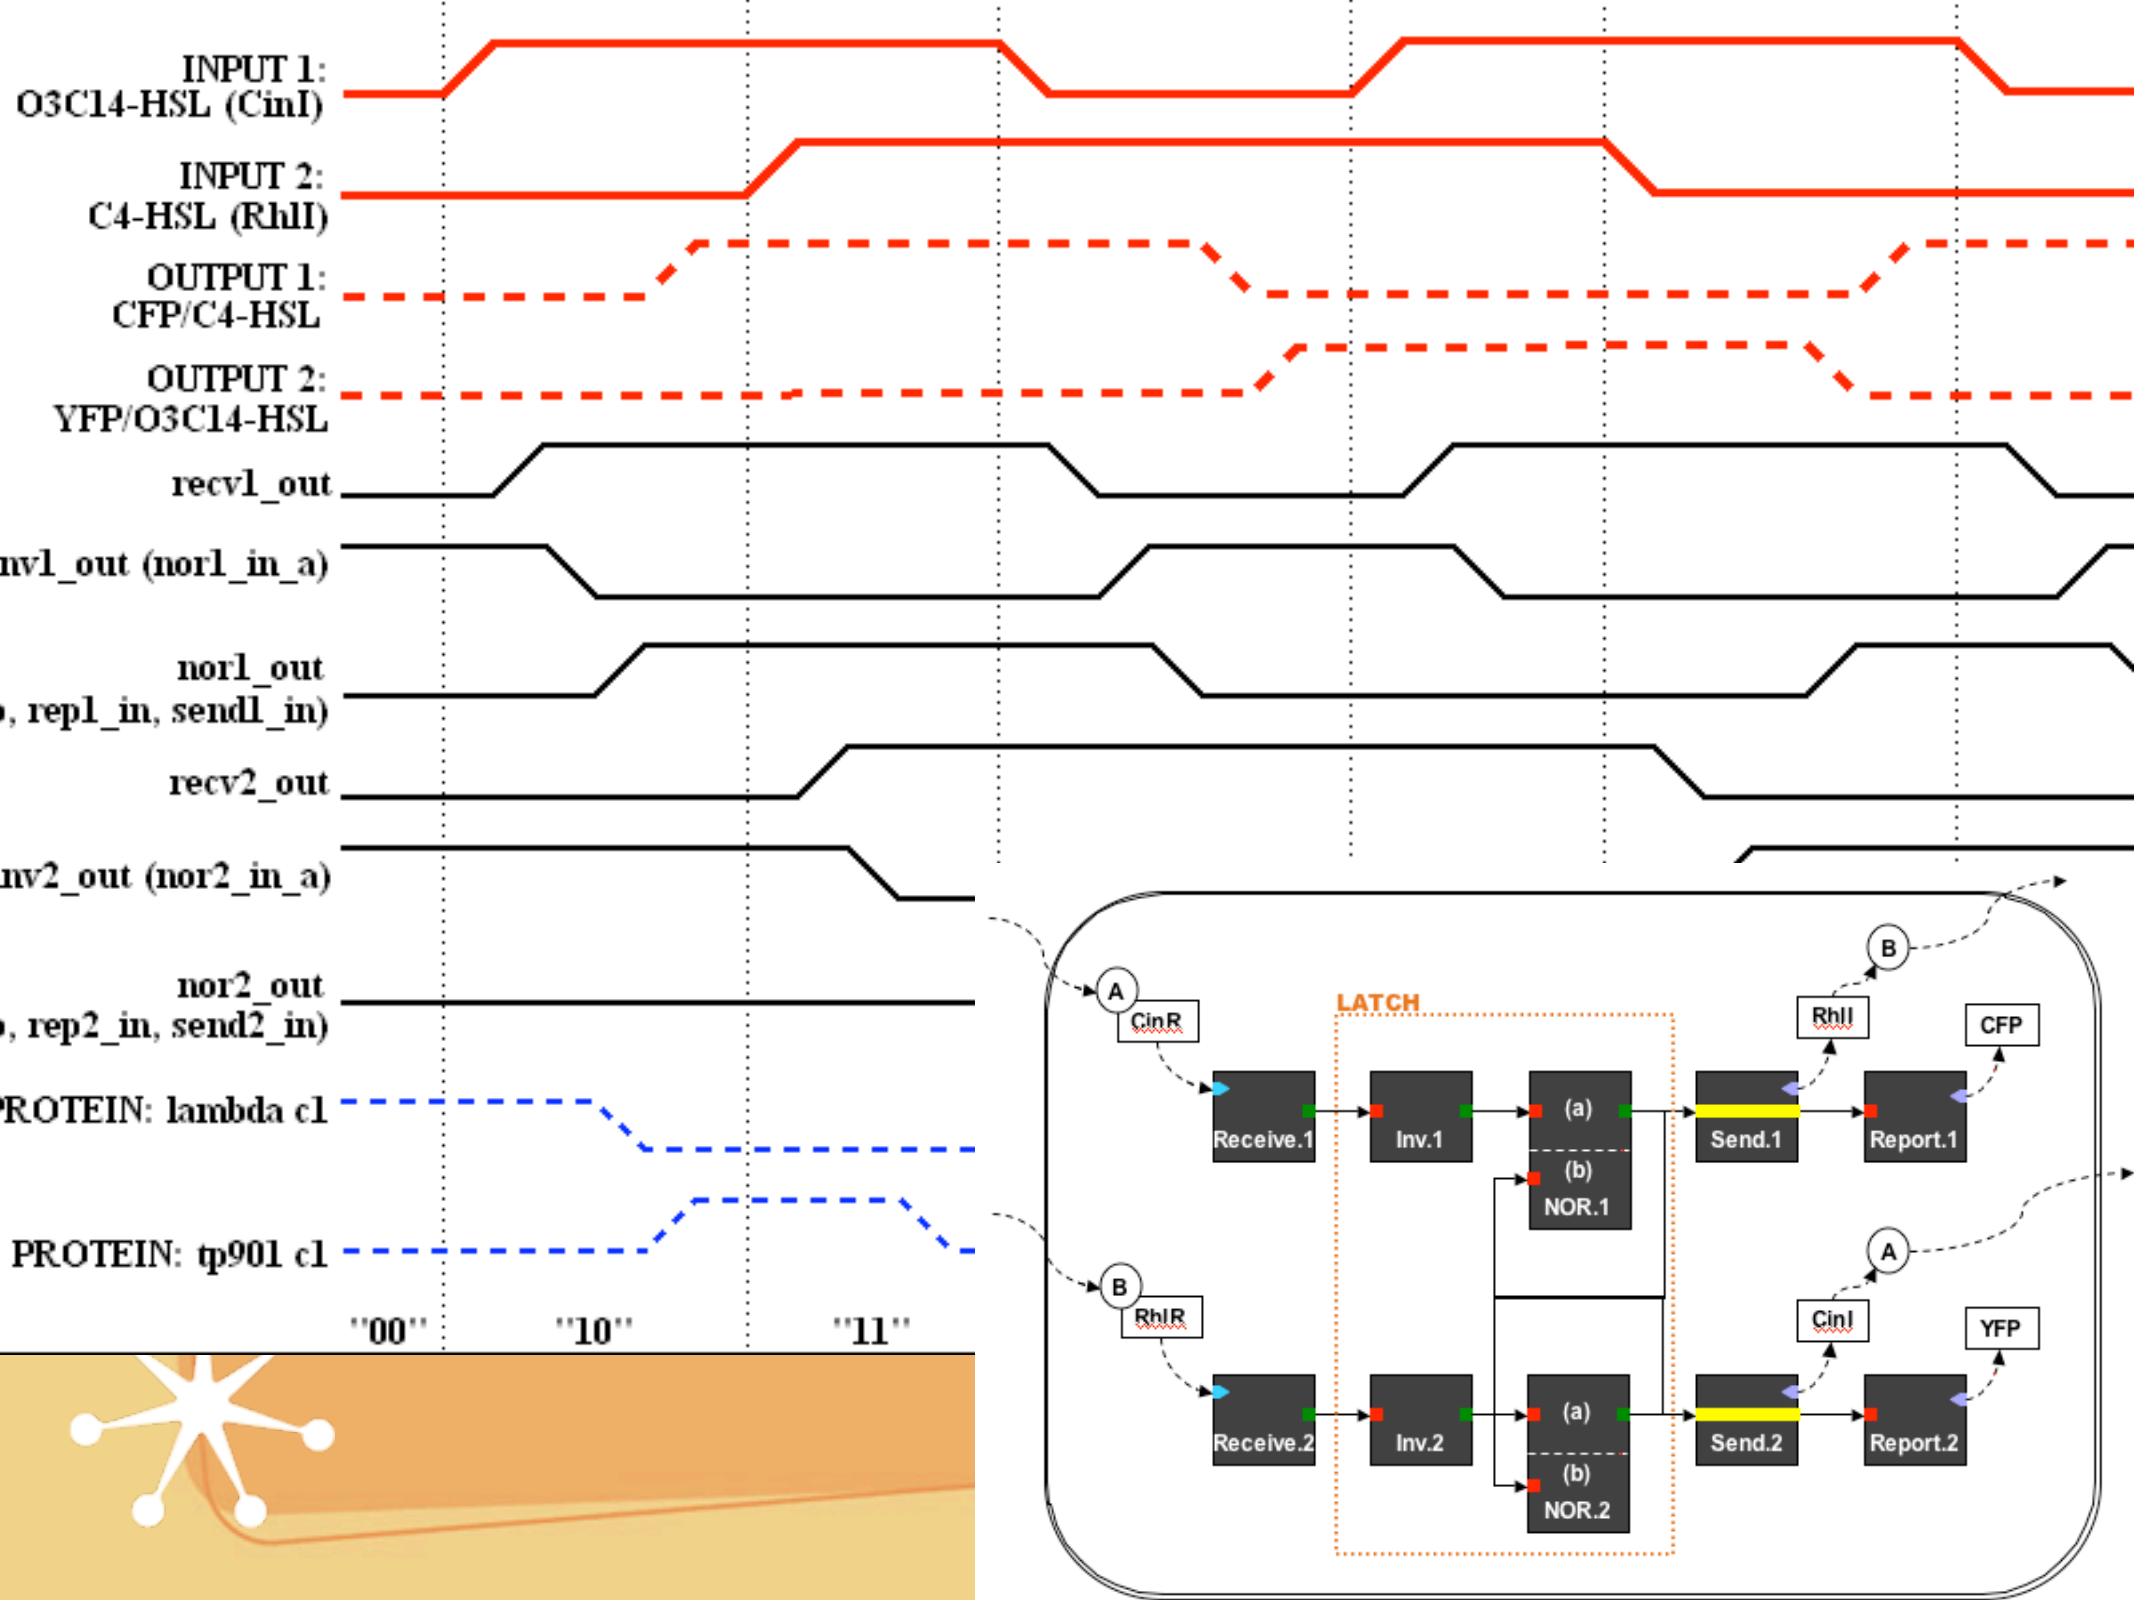 INPUT 1:
O3C14-HSL (CinI)
INPUT 2:
C4-HSL (RhlI)
OUTPUT 1:
CFP/C4-HSL
OUTPUT 2:
YFP/O3C14-HSL
recv1_out
nv1_out (nor1_in_a)
nor1_out
, rep1_in, send1_in)
recv2_out
nv2_out (nor2_in_a)
nor2_out
, rep2_in, send2_in)
PROTEIN: lambda c1
PROTEIN: tp901 c1
"00" "10" "11"
B
A
LATCH
CinR
RhlI
CFP
(a)
Receive.1
Inv.1
Send.1
Report.1
(b)
NOR.1
A
B
RhlR
CinI
YFP
(a)
Receive.2
Inv.2
Send.2
Report.2
(b)
NOR.2